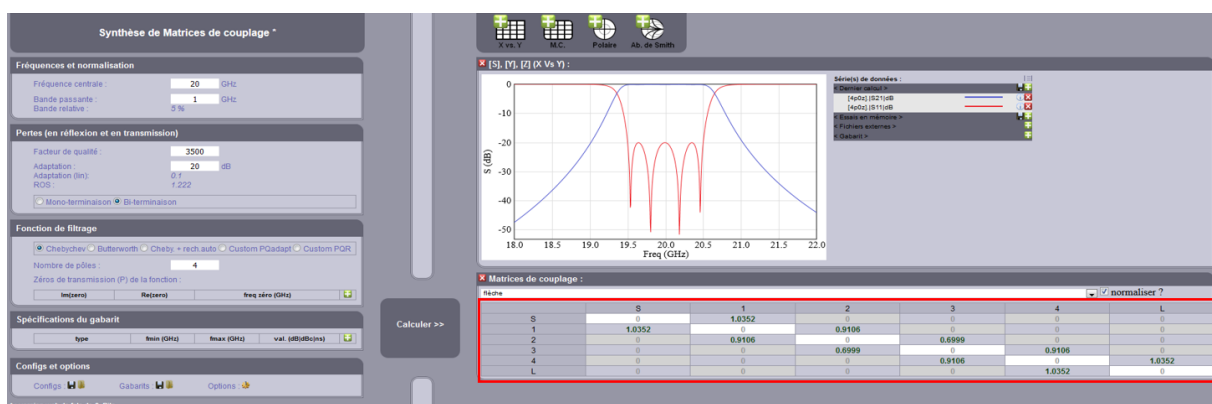 Synthèse de Matrices de couplage *
Fréquences et normalisation
Fréquence centrale : 20 GHz
Bande passante : 1 GHz
Bande relative : 5 %
Pertes (en réflexion et en transmission)
Facteur de qualité : 3500
Adaptation : 20 dB
Adaptation (lin): 0.1
ROS : 1.222
Mono-terminaison Bi-terminaison
Fonction de filtrage
Chebychev Butterworth Cheby. + rech.auto Custom PQadapt Custom PQR
Nombre de pôles : 4
Zéros de transmission (P) de la fonction :
Im(zero) Re(zero) freq zéro (GHz)
Spécifications du gabarit
type fmin (GHz) fmax (GHz) val. (dB|dBc|ns)
Configs et options
Configs : Gabarits : Options :
Calculer >>
X vs. Y M.C. Polaire Ab. de Smith
[S], [Y], [Z] (X Vs Y) :
0
-10
-20
-30
-40
-50
S (dB)
18.0 18.5 19.0 19.5 20.0 20.5 21.0 21.5 22.0
Freq (GHz)
Série(s) de données :
< Dernier calcul >
[4p0z].|S21|dB
[4p0z].|S11|dB
< Essais en mémoire >
< Fichiers externes >
< Gabarit >
Matrices de couplage :
flèche normaliser ?
S 1 2 3 4 L
S 0 1.0352 0 0 0 0
1 1.0352 0 0.9106 0 0 0
2 0 0.9106 0 0.6999 0 0
3 0 0 0.6999 0 0.9106 0
4 0 0 0 0.9106 0 1.0352
L 0 0 0 0 1.0352 0